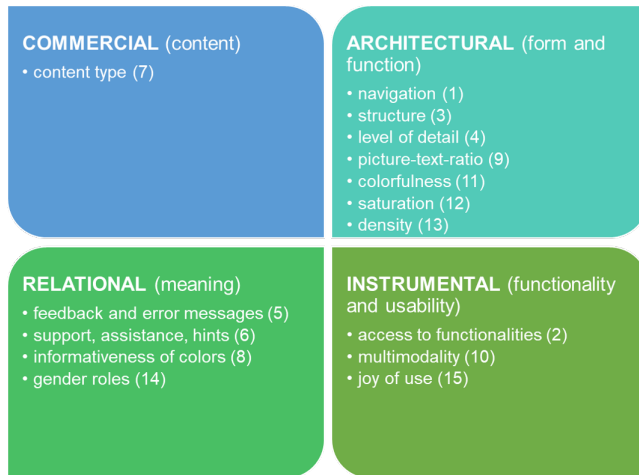 COMMERCIAL (content)
• content type (7)
ARCHITECTURAL (form and
function)
• navigation (1)
• structure (3)
• level of detail (4)
• picture-text-ratio (9)
• colorfulness (11)
• saturation (12)
• density (13)
RELATIONAL (meaning)
• feedback and error messages (5)
• support, assistance, hints (6)
• informativeness of colors (8)
• gender roles (14)
INSTRUMENTAL (functionality
and usability)
• access to functionalities (2)
• multimodality (10)
• joy of use (15)